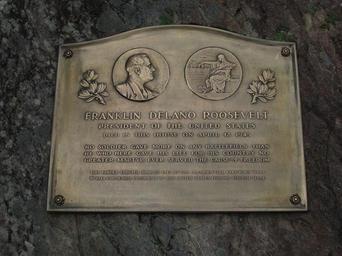 FRANKLIN DELANO ROOSEVELT
PRESIDENT OF THE UNITED STATES
DIED IN THIS HOUSE ON APRIL 12 1945
NO SOLDIER GAVE MORE ON ANY BATTLEFIELD THAN
HE WHO HERE GAVE HIS LIFE FOR HIS COUNTRY NO
GREATER MARTYR EVER SERVED THE CAUSE OF FREEDOM